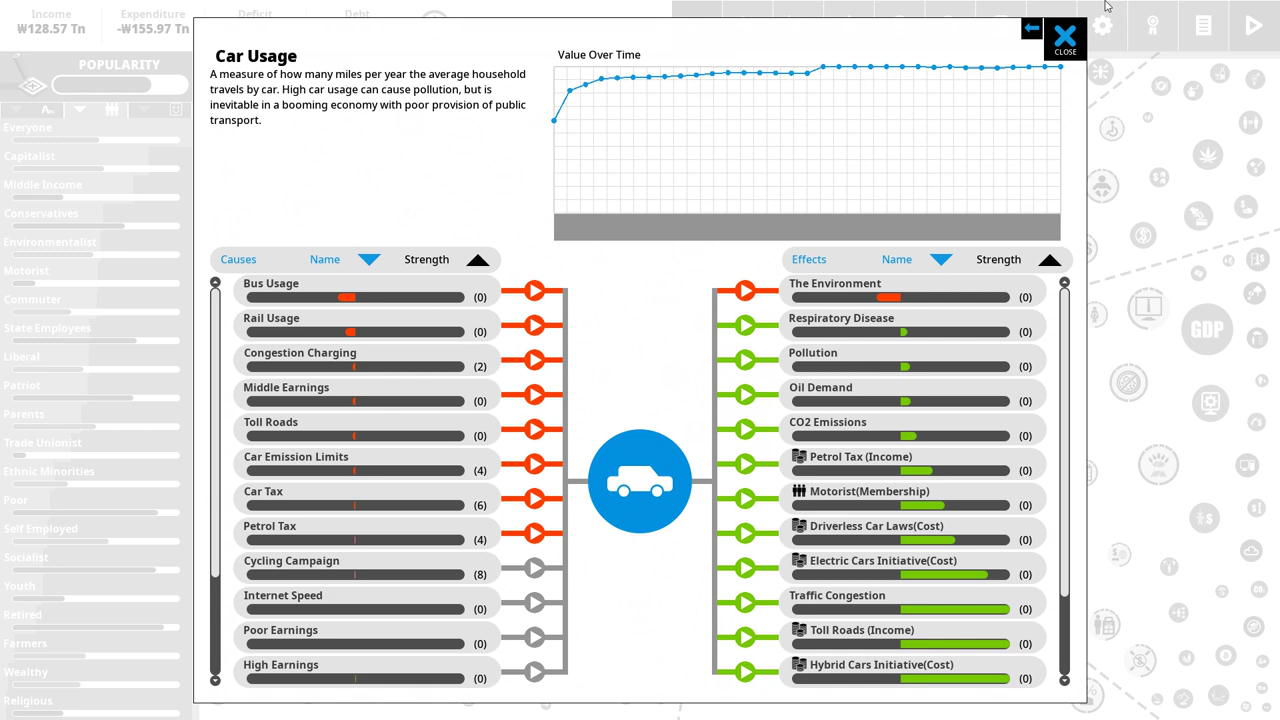 Income
Expenditure
Deficit
Debt
₩128.57 Tn
-₩155.97 Tn
CLOSE
Car Usage
A measure of how many miles per year the average household
travels by car. High car usage can cause pollution, but is
inevitable in a booming economy with poor provision of public
transport.
Value Over Time
POPULARITY
Everyone
Capitalist
Middle Income
Conservatives
Environmentalist
Motorist
Commuter
State Employees
Liberal
Patriot
Parents
Trade Unionist
Ethnic Minorities
Poor
Self Employed
Socialist
Youth
Retired
Farmers
Wealthy
Religious
Causes
Name
Strength
Bus Usage
(0)
Rail Usage
(0)
Congestion Charging
(2)
Middle Earnings
(0)
Toll Roads
(0)
Car Emission Limits
(4)
Car Tax
(6)
Petrol Tax
(4)
Cycling Campaign
(8)
Internet Speed
(0)
Poor Earnings
(0)
High Earnings
(0)
Effects
Name
Strength
The Environment
(0)
Respiratory Disease
(0)
Pollution
(0)
Oil Demand
(0)
CO2 Emissions
(0)
Petrol Tax (Income)
(0)
Motorist(Membership)
(0)
Driverless Car Laws(Cost)
(0)
Electric Cars Initiative(Cost)
(0)
Traffic Congestion
(0)
Toll Roads (Income)
(0)
Hybrid Cars Initiative(Cost)
(0)
GDP